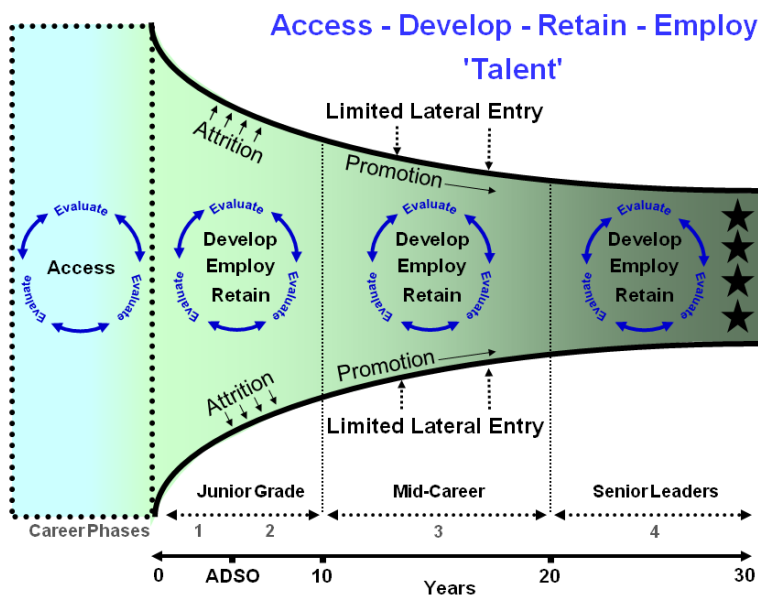 Access - Develop - Retain - Employ
'Talent'
Limited Lateral Entry
Attrition
Promotion
Evaluate
Evaluate
Evaluate
Access
Evaluate
Evaluate
Evaluate
Develop
Employ
Retain
Evaluate
Evaluate
Evaluate
Develop
Employ
Retain
Evaluate
Evaluate
Evaluate
Develop
Employ
Retain
Promotion
Attrition
Limited Lateral Entry
Junior Grade
Mid-Career
Senior Leaders
Career Phases 1 2 3 4
0 ADSO 10 20 30
Years